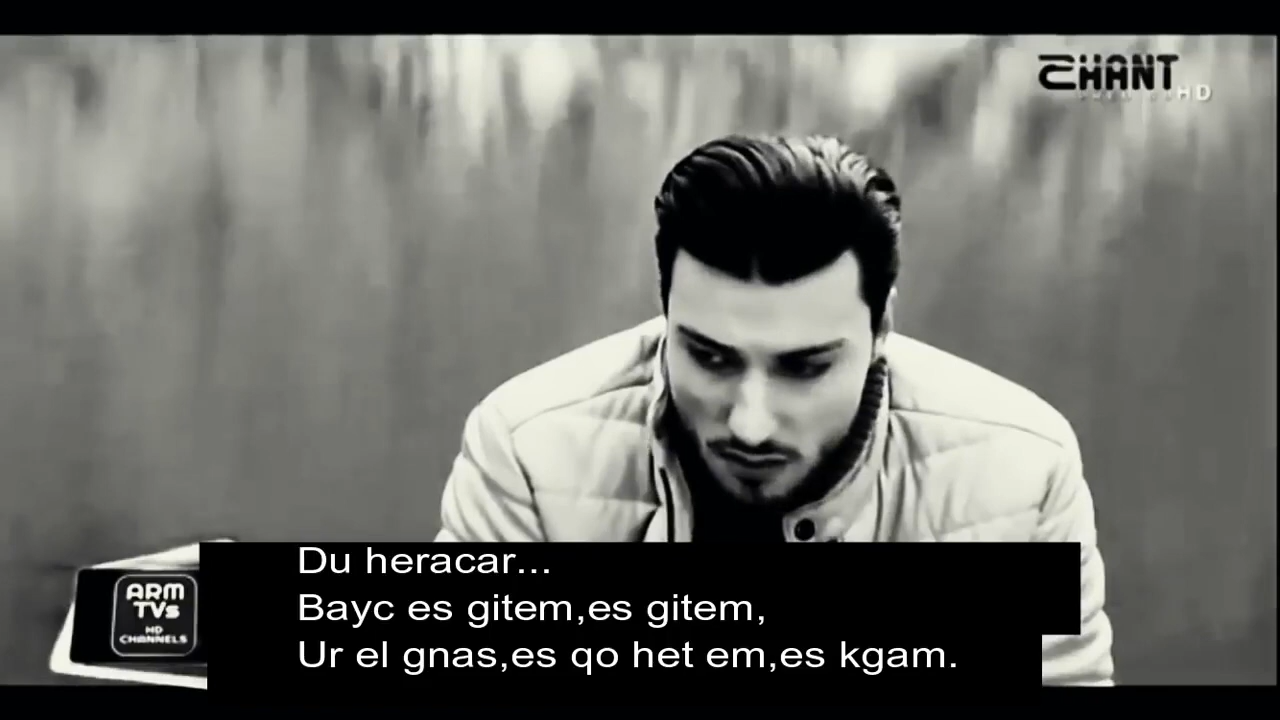 SHANT HD
ARM
TVs
HD
CHANNELS
Du heracar...
Bayc es gitem,es gitem,
Ur el gnas,es qo het em,es kgam.